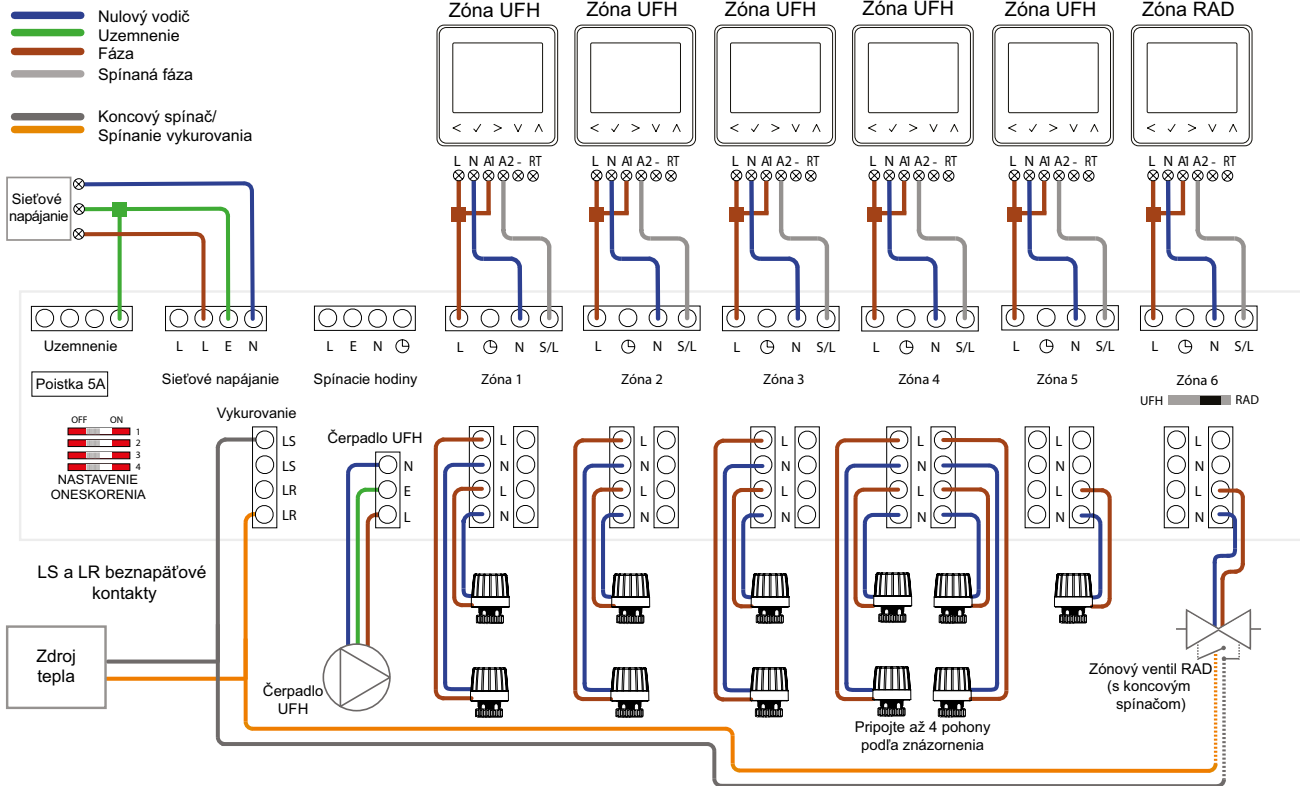 Nulový vodič
Uzemnenie
Fáza
Spínaná fáza
Koncový spínač/
Spínanie vykurovania
Zóna UFH
Zóna UFH
Zóna UFH
Zóna UFH
Zóna UFH
Zóna RAD
L N A1 A2 - RT
L N A1 A2 - RT
L N A1 A2 - RT
L N A1 A2 - RT
L N A1 A2 - RT
L N A1 A2 - RT
Sieťové
napájanie
Uzemnenie
L L E N
Sieťové napájanie
L E N
Spínacie hodiny
L N S/L
Zóna 1
L N S/L
Zóna 2
L N S/L
Zóna 3
L N S/L
Zóna 4
L N S/L
Zóna 5
L N S/L
Zóna 6
UFH RAD
Poistka 5A
OFF ON
1
2
3
4
NASTAVENIE
ONESKORENIA
Vykurovanie
LS
LS
LR
LR
Čerpadlo UFH
N
E
L
L
N
L
N
L
N
L
N
L
N
L
N
L
N
L
N
L
N
L
N
L
N
L
N
LS a LR beznapäťové
kontakty
Zdroj
tepla
Čerpadlo
UFH
Pripojte až 4 pohony
podľa znázornenia
Zónový ventil RAD
(s koncovým
spínačom)